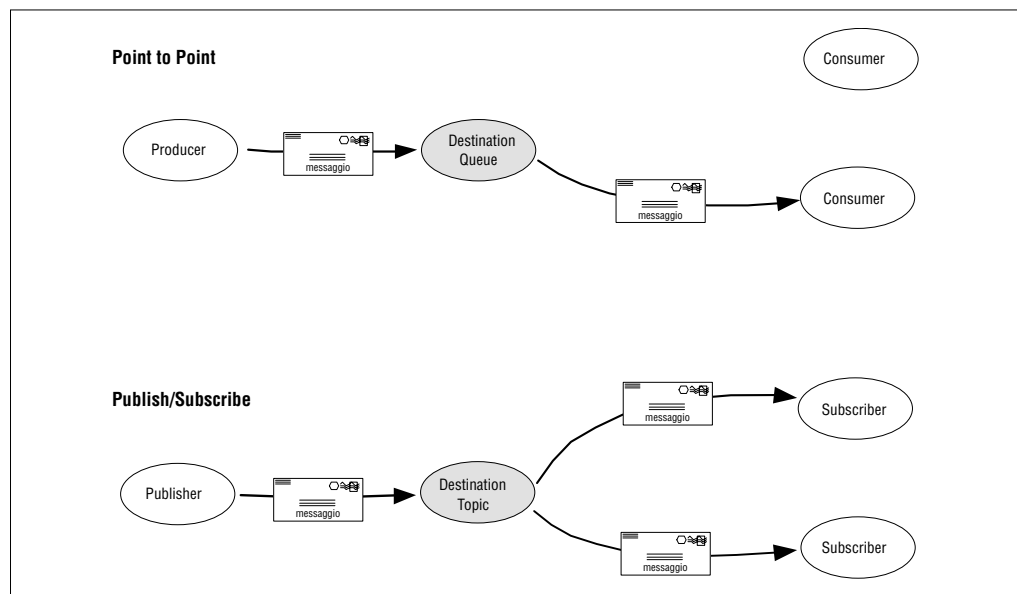 Point to Point
Consumer
Producer
messaggio
Destination
Queue
messaggio
Consumer
Publish/Subscribe
messaggio
Subscriber
Publisher
messaggio
Destination
Topic
messaggio
Subscriber